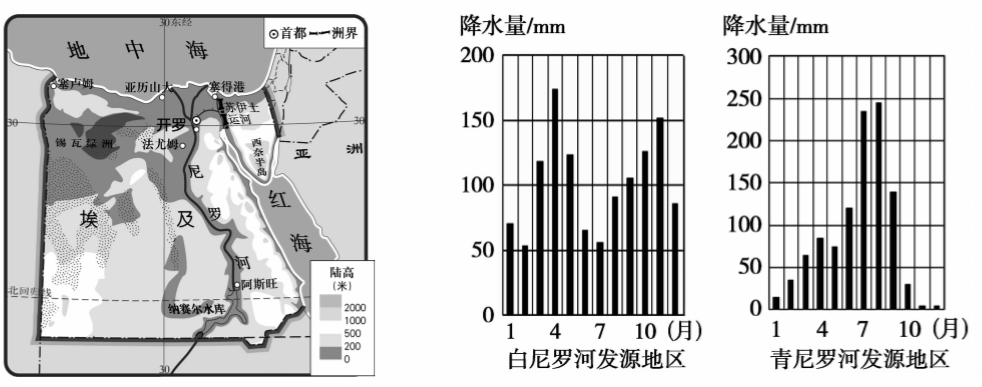 30东经
首都 洲界
地中海
塞卢姆
亚历山大
塞得港
苏伊士
运河
30
30
开罗
锡瓦绿洲
法尤姆
西奈半岛
亚洲
尼罗河
红海
埃及
阿斯旺
北回归线
纳赛尔水库
陆高
(米)
2000
1000
500
200
0
30
降水量/mm
200
150
100
50
0
1 4 7 10 (月)
白尼罗河发源地区
降水量/mm
300
250
200
150
100
50
0
1 4 7 10 (月)
青尼罗河发源地区